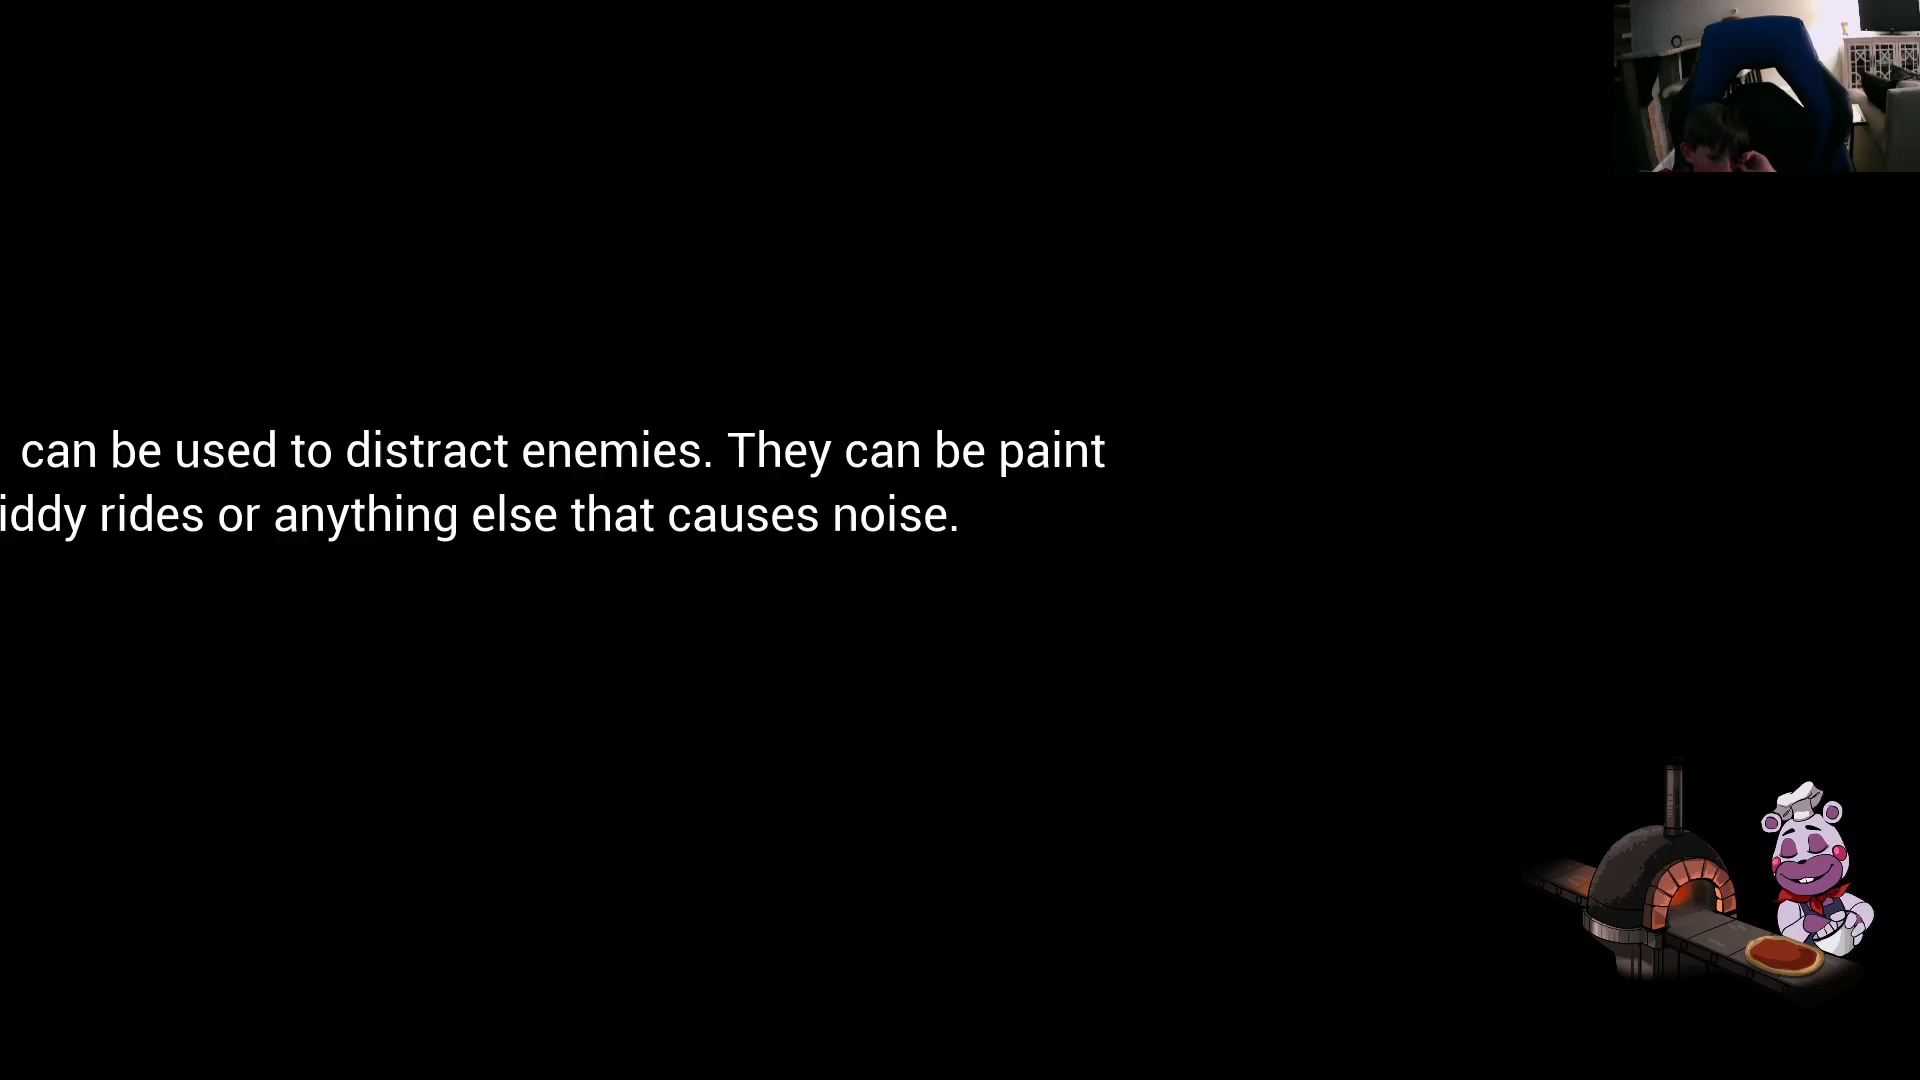 can be used to distract enemies. They can be paint
iddy rides or anything else that causes noise.